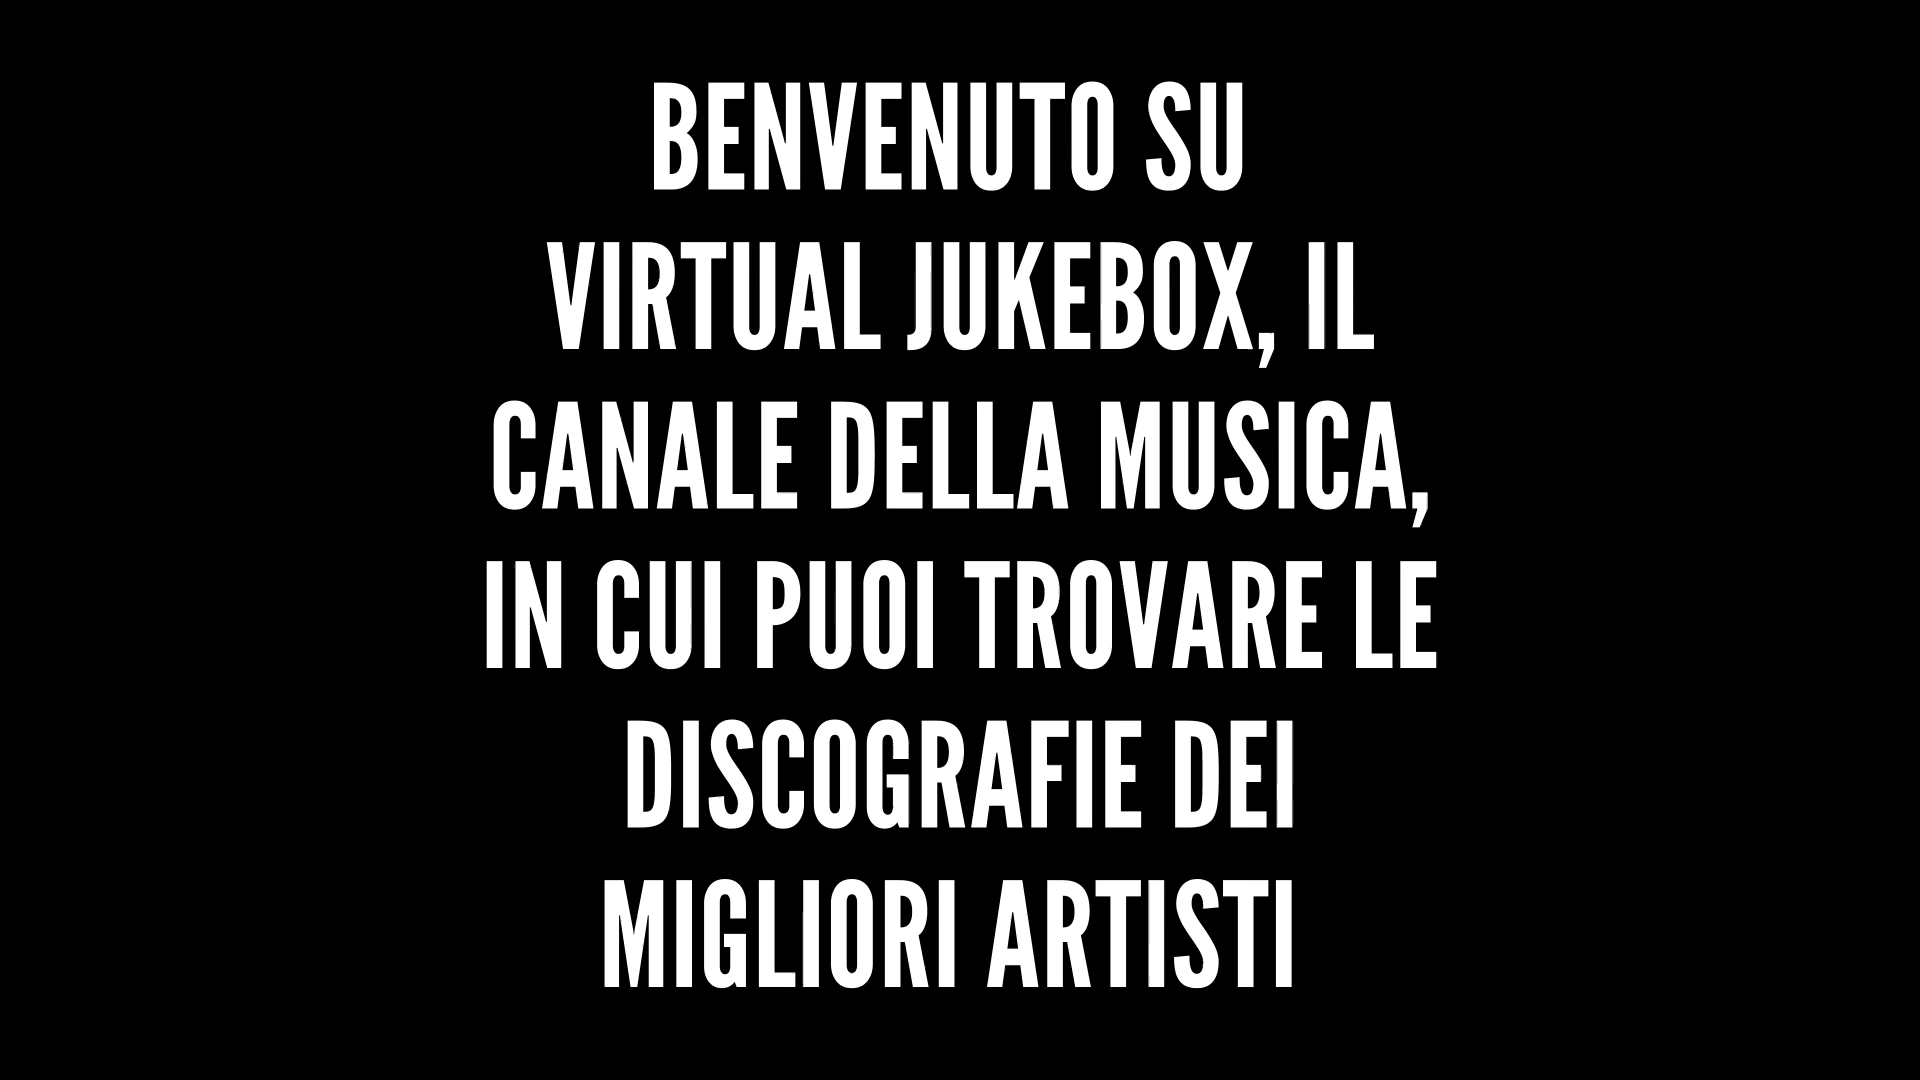 BENVENUTO SU
VIRTUAL JUKEBOX, IL
CANALE DELLA MUSICA,
IN CUI PUOI TROVARE LE
DISCOGRAFIE DEI
MIGLIORI ARTISTI